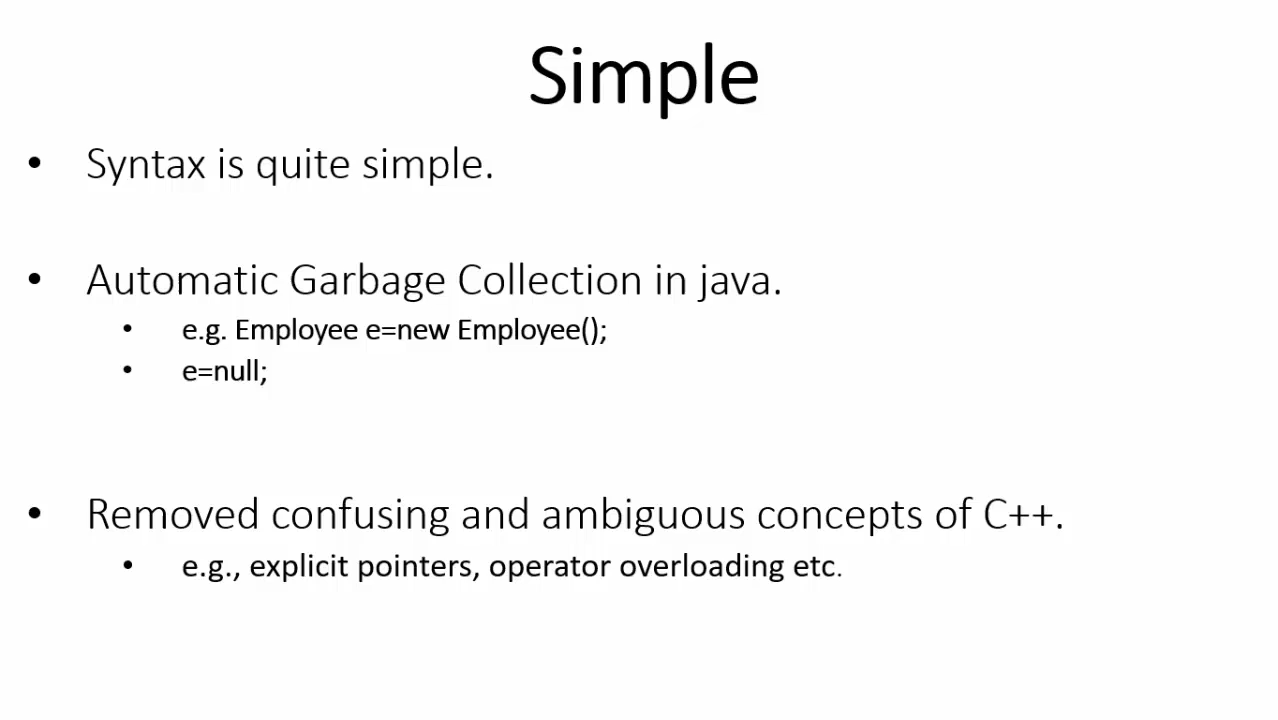 Simple
• Syntax is quite simple.
• Automatic Garbage Collection in java.
• e.g. Employee e=new Employee();
• e=null;
• Removed confusing and ambiguous concepts of C++.
• e.g., explicit pointers, operator overloading etc.